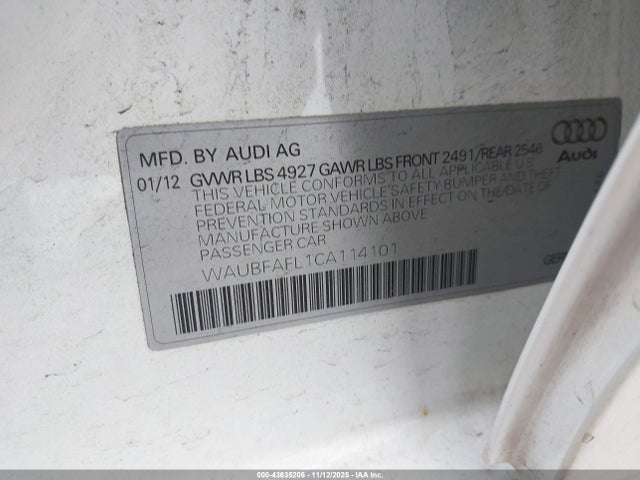 MFD. BY AUDI AG
01/12 GVWR LBS 4927 GAWR LBS FRONT 2491/REAR 2546
THIS VEHICLE CONFORMS TO ALL APPLICABLE U.S.
FEDERAL MOTOR VEHICLE SAFETY BUMPER AND THEFT
PREVENTION STANDARDS IN EFFECT ON THE DATE OF
MANUFACTURE SHOWN ABOVE
PASSENGER CAR
WAUBFAFL1CA114101
Audi
GER
000-43635206 - 11/12/2025 - IAA Inc.